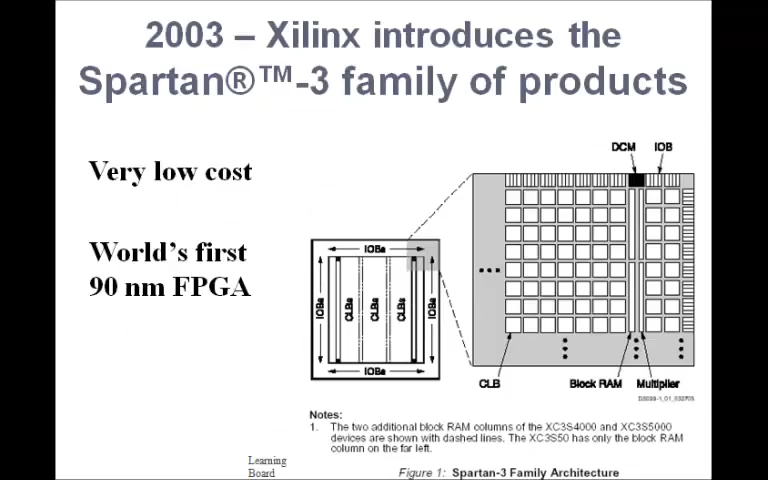 2003 – Xilinx introduces the
Spartan®™-3 family of products
Very low cost
World's first
90 nm FPGA
DCM
IOB
IOBs
IOBs
CLBs
CLBs
CLBs
IOBs
IOBs
CLB
Block RAM
Multiplier
Notes:
1. The two additional block RAM columns of the XC3S4000 and XC3S5000
devices are shown with dashed lines. The XC3S50 has only the block RAM
column on the far left.
Learning
Board
Figure 1: Spartan-3 Family Architecture